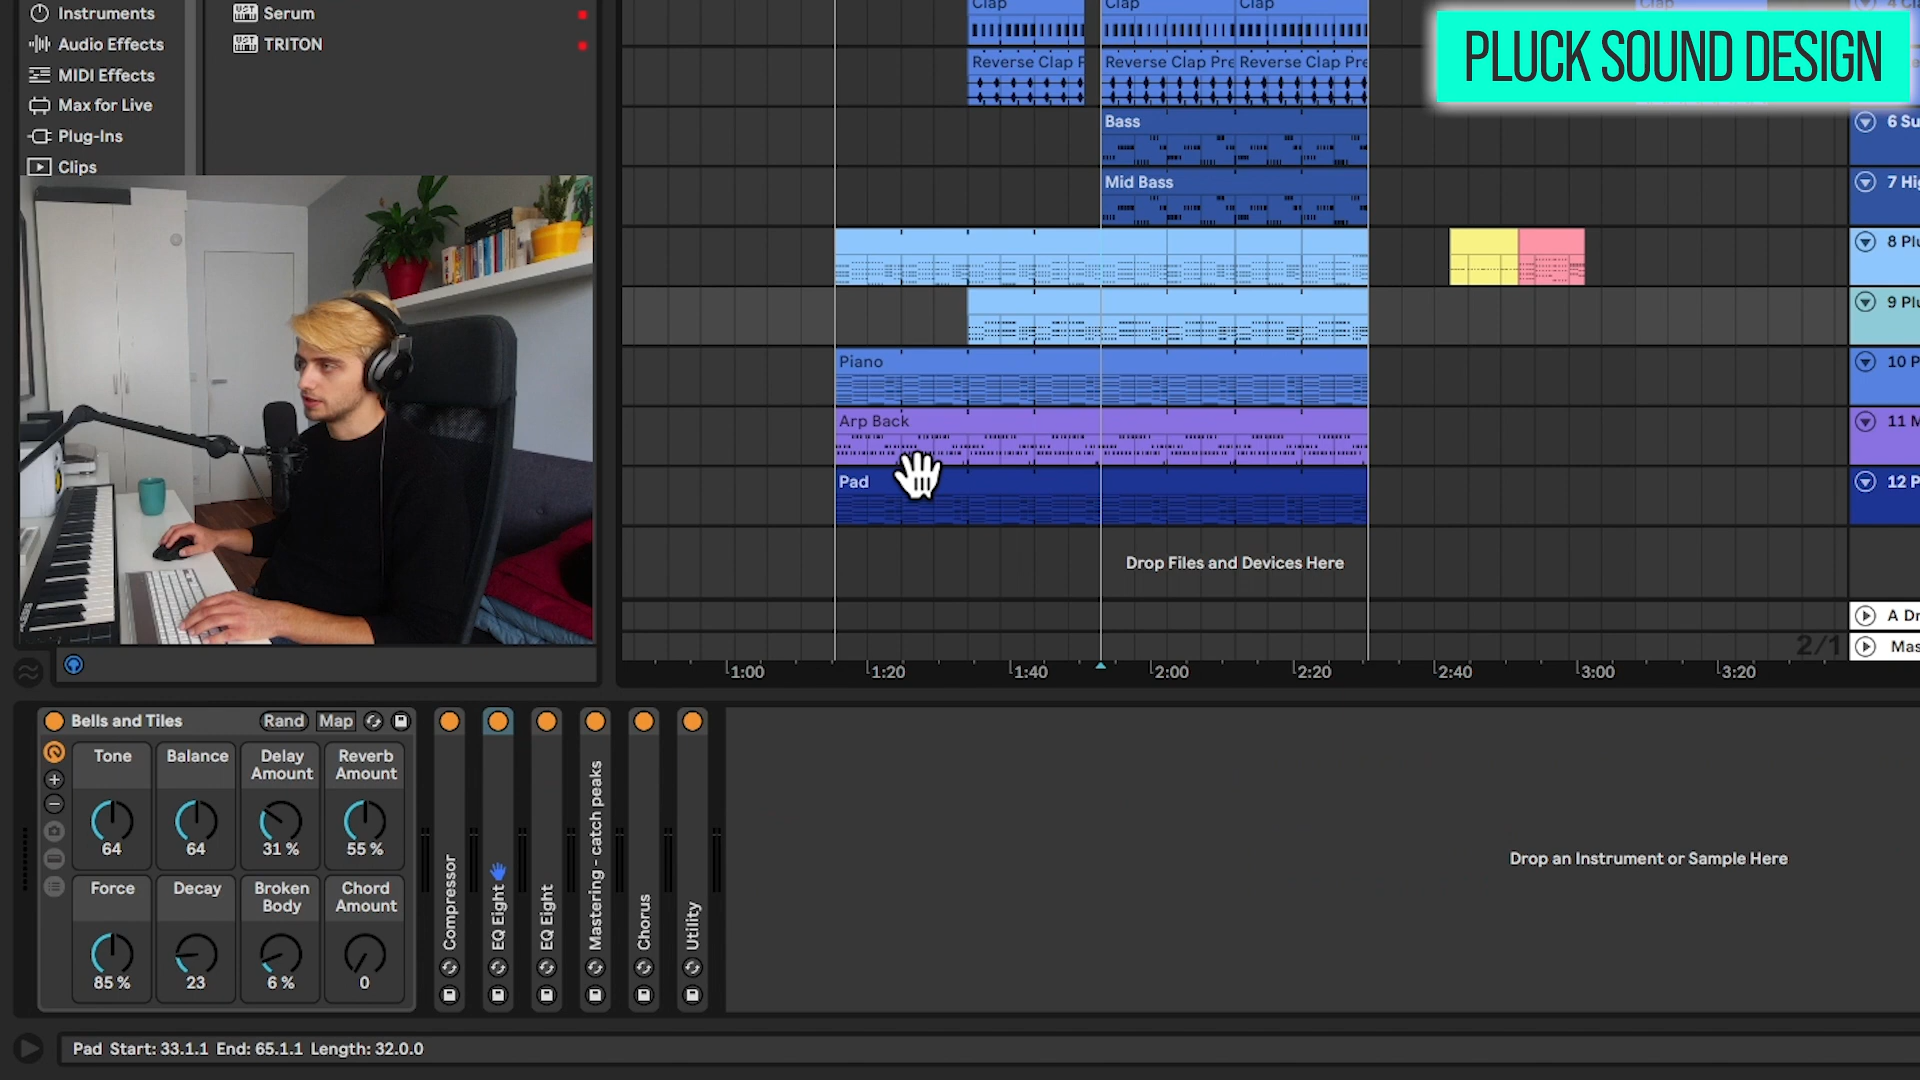 Instruments
Audio Effects
MIDI Effects
Max for Live
Plug-Ins
Clips
VST Serum
VST TRITON
PLUCK SOUND DESIGN
Clap
Clap
Clap
Reverse Clap P
Reverse Clap Pre
Reverse Clap Pre
Bass
Mid Bass
Piano
Arp Back
Pad
Drop Files and Devices Here
6 Su
7 Hig
8 Plu
9 Plu
10 P
11 M
12 P
A Dr
Mas
2/1
1:00
1:20
1:40
2:00
2:20
2:40
3:00
3:20
Bells and Tiles
Rand
Map
Tone
Balance
Delay
Amount
Reverb
Amount
64
64
31 %
55 %
Force
Decay
Broken
Body
Chord
Amount
85 %
23
6 %
0
Compressor
EQ Eight
EQ Eight
Mastering - catch peaks
Chorus
Utility
Drop an Instrument or Sample Here
Pad Start: 33.1.1 End: 65.1.1 Length: 32.0.0